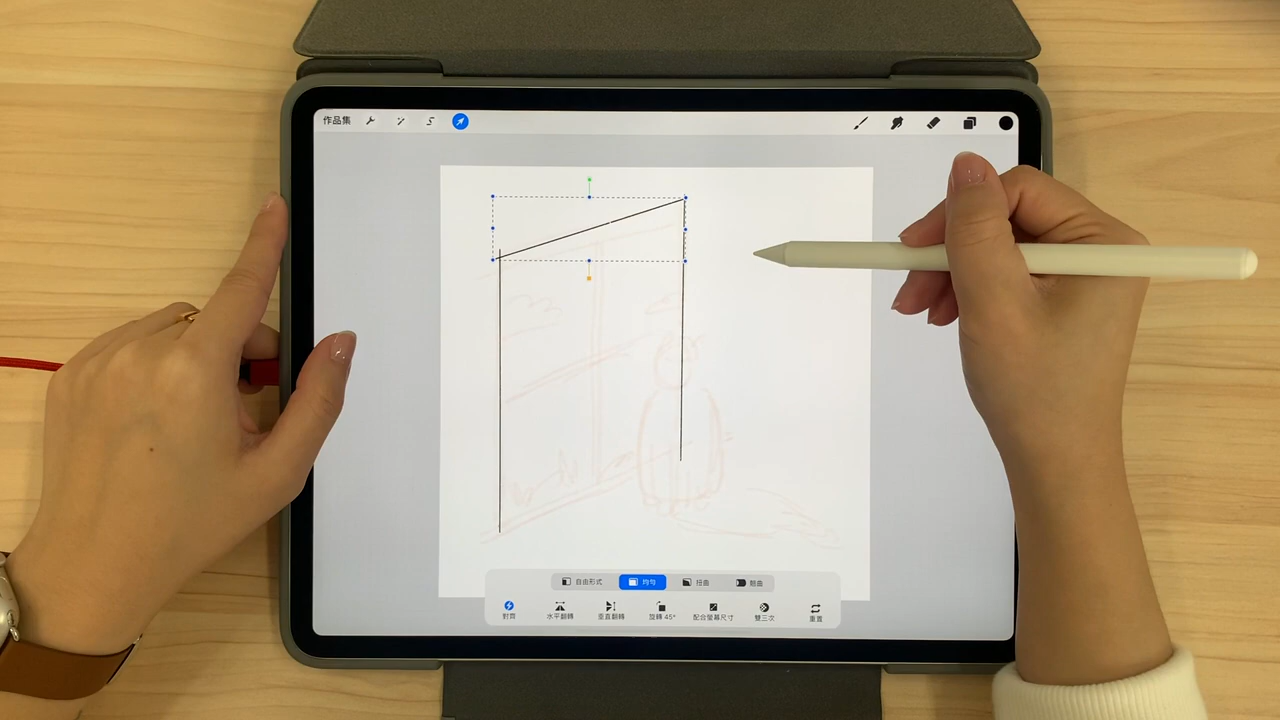 作品集
自由形式 均勻 扭曲 翹曲
對齊 水平翻轉 垂直翻轉 旋轉 45° 配合螢幕尺寸 雙三次 重置